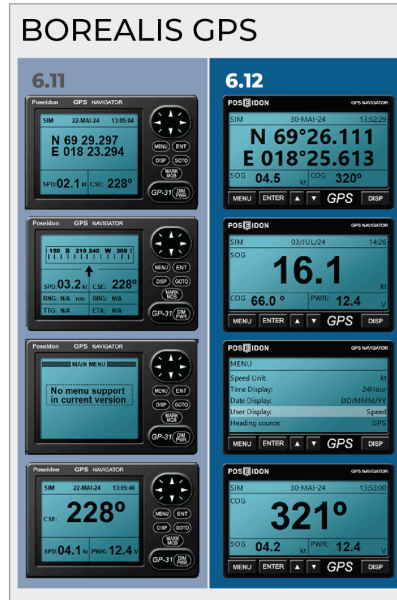 BOREALIS GPS
6.11
Poseidon GPS NAVIGATOR
SIM 22-MAI-24 13:05:04
N 69 29.297
E 018 23.294
SPD: 02.1 kt CSE: 228°
MENU ENT
DISP GOTO
MARK MOB
GP-31 DIM PWR
Poseidon GPS NAVIGATOR
180 S 210 240 W 300
SPD: 03.2 kt CSE: 228°
RNG: N/A nm BRG: N/A
TTG: N/A ETA: N/A
MENU ENT
DISP GOTO
MARK MOB
GP-31 DIM PWR
Poseidon GPS NAVIGATOR
MAIN MENU
No menu support
in current version
MENU ENT
DISP GOTO
MARK MOB
GP-31 DIM PWR
Poseidon GPS NAVIGATOR
SIM 22-MAI-24 13:05:46
CSE: 228°
SPD: 04.1 kt PWR: 12.4 v
MENU ENT
DISP GOTO
MARK MOB
GP-31 DIM PWR
6.12
POSEIDON GPS NAVIGATOR
SIM 30-MAI-24 13:52:29
N 69°26.111
E 018°25.613
SOG 04.5 kt COG 320°
MENU ENTER ▲ ▼ GPS DISP
POSEIDON GPS NAVIGATOR
SIM 03/JUL/24 14:26
SOG
16.1
kt
COG 66.0 ° PWR: 12.4 V
MENU ENTER ▲ ▼ GPS DISP
POSEIDON GPS NAVIGATOR
MENU
Speed Unit: kt
Time Display: 24Hour
Date Display: DD/MMM/YY
User Display: Speed
Heading source: GPS
MENU ENTER ▲ ▼ GPS DISP
POSEIDON GPS NAVIGATOR
SIM 30-MAI-24 13:53:00
COG
321°
SOG 04.2 kt PWR: 12.4 V
MENU ENTER ▲ ▼ GPS DISP